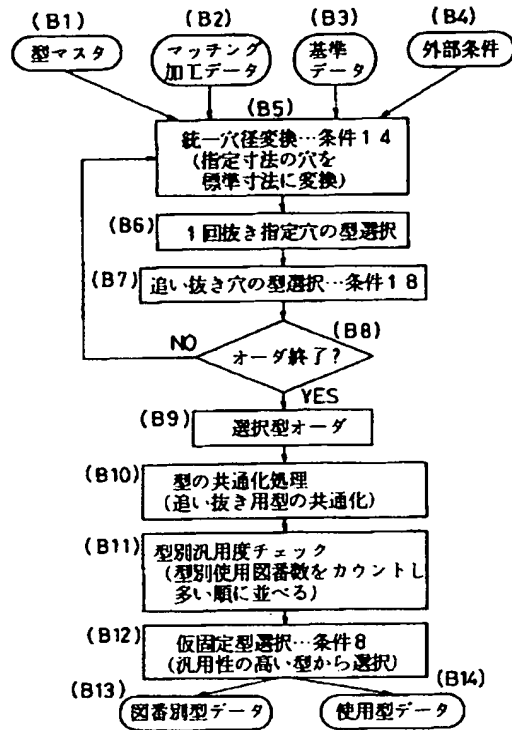 (B1)
(B2)
(B3)
(B4)
型マスタ
マッチング
加工データ
基準
データ
外部条件
(B5)
統一穴径変換…条件14
(指定寸法の穴を
標準寸法に変換)
(B6)
1回抜き指定穴の型選択
(B7)
追い抜き穴の型選択…条件18
(B8)
オーダ終了?
NO
YES
(B9)
選択型オーダ
(B10)
型の共通化処理
(追い抜き用型の共通化)
(B11)
型別汎用度チェック
(型別使用図番数をカウントし
多い順に並べる)
(B12)
仮固定型選択…条件8
(汎用性の高い型から選択)
(B13)
(B14)
図番別型データ
使用型データ